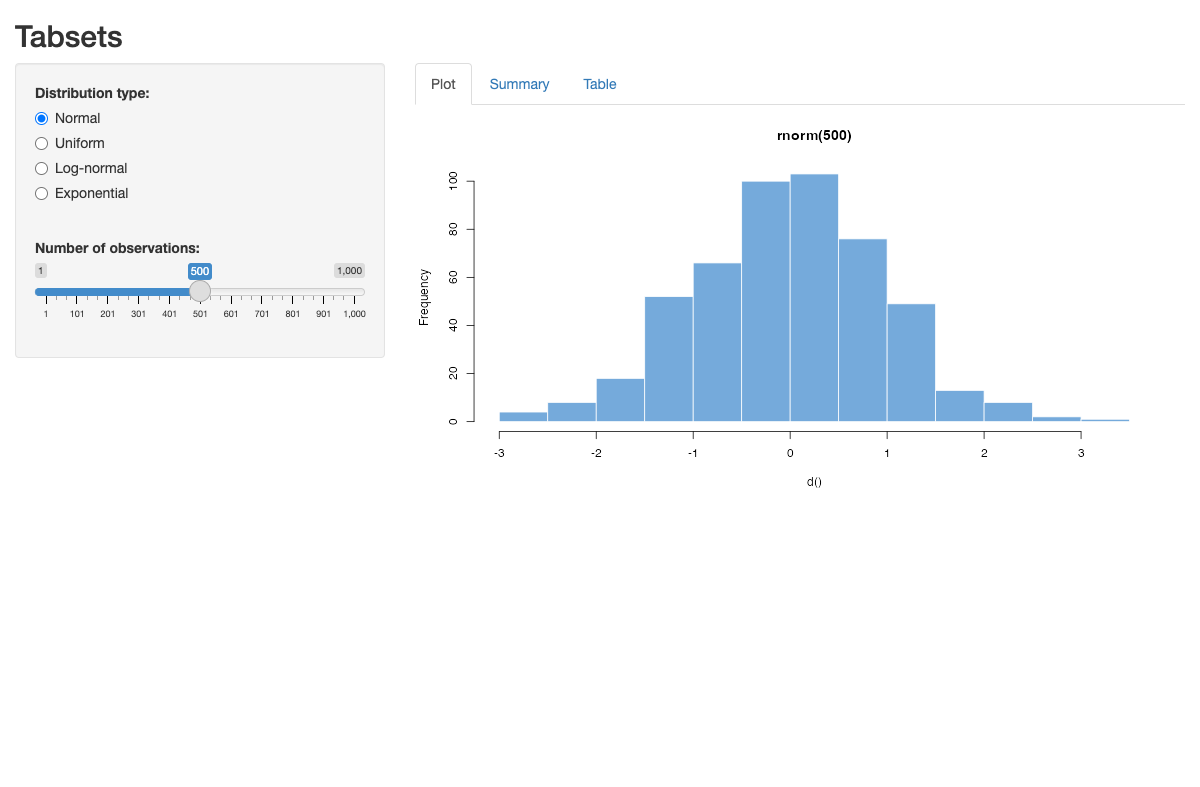 Tabsets
Distribution type:
Normal
Uniform
Log-normal
Exponential
Number of observations:
1 500 1,000
1 101 201 301 401 501 601 701 801 901 1,000
Plot Summary Table
rnorm(500)
Frequency
100
80
60
40
20
0
-3 -2 -1 0 1 2 3
d()